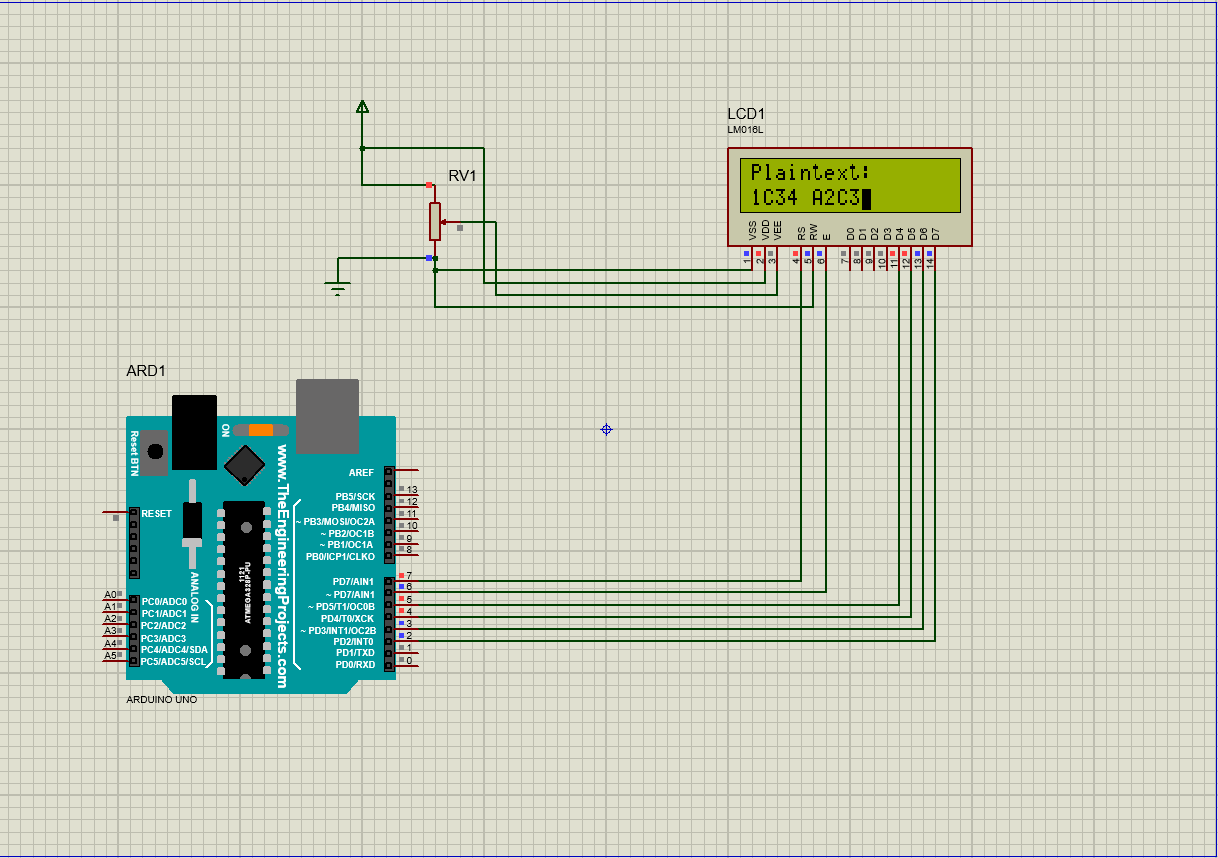 LCD1
LM016L
Plaintext:
1C34 A2C3
VSS
VDD
VEE
RS
RW
E
D0
D1
D2
D3
D4
D5
D6
D7
1
2
3
4
5
6
7
8
9
10
11
12
13
14
RV1
ARD1
Reset BTN
ON
www.TheEngineeringProjects.com
AREF
PB5/SCK 13
PB4/MISO 12
~ PB3/MOSI/OC2A 11
~ PB2/OC1B 10
~ PB1/OC1A 9
PB0/ICP1/CLKO 8
RESET
1121
ATMEGA328P-PU
ANALOG IN
PD7/AIN1 7
~ PD7/AIN1 6
~ PD5/T1/OC0B 5
PD4/T0/XCK 4
~ PD3/INT1/OC2B 3
PD2/INT0 2
PD1/TXD 1
PD0/RXD 0
A0 PC0/ADC0
A1 PC1/ADC1
A2 PC2/ADC2
A3 PC3/ADC3
A4 PC4/ADC4/SDA
A5 PC5/ADC5/SCL
ARDUINO UNO